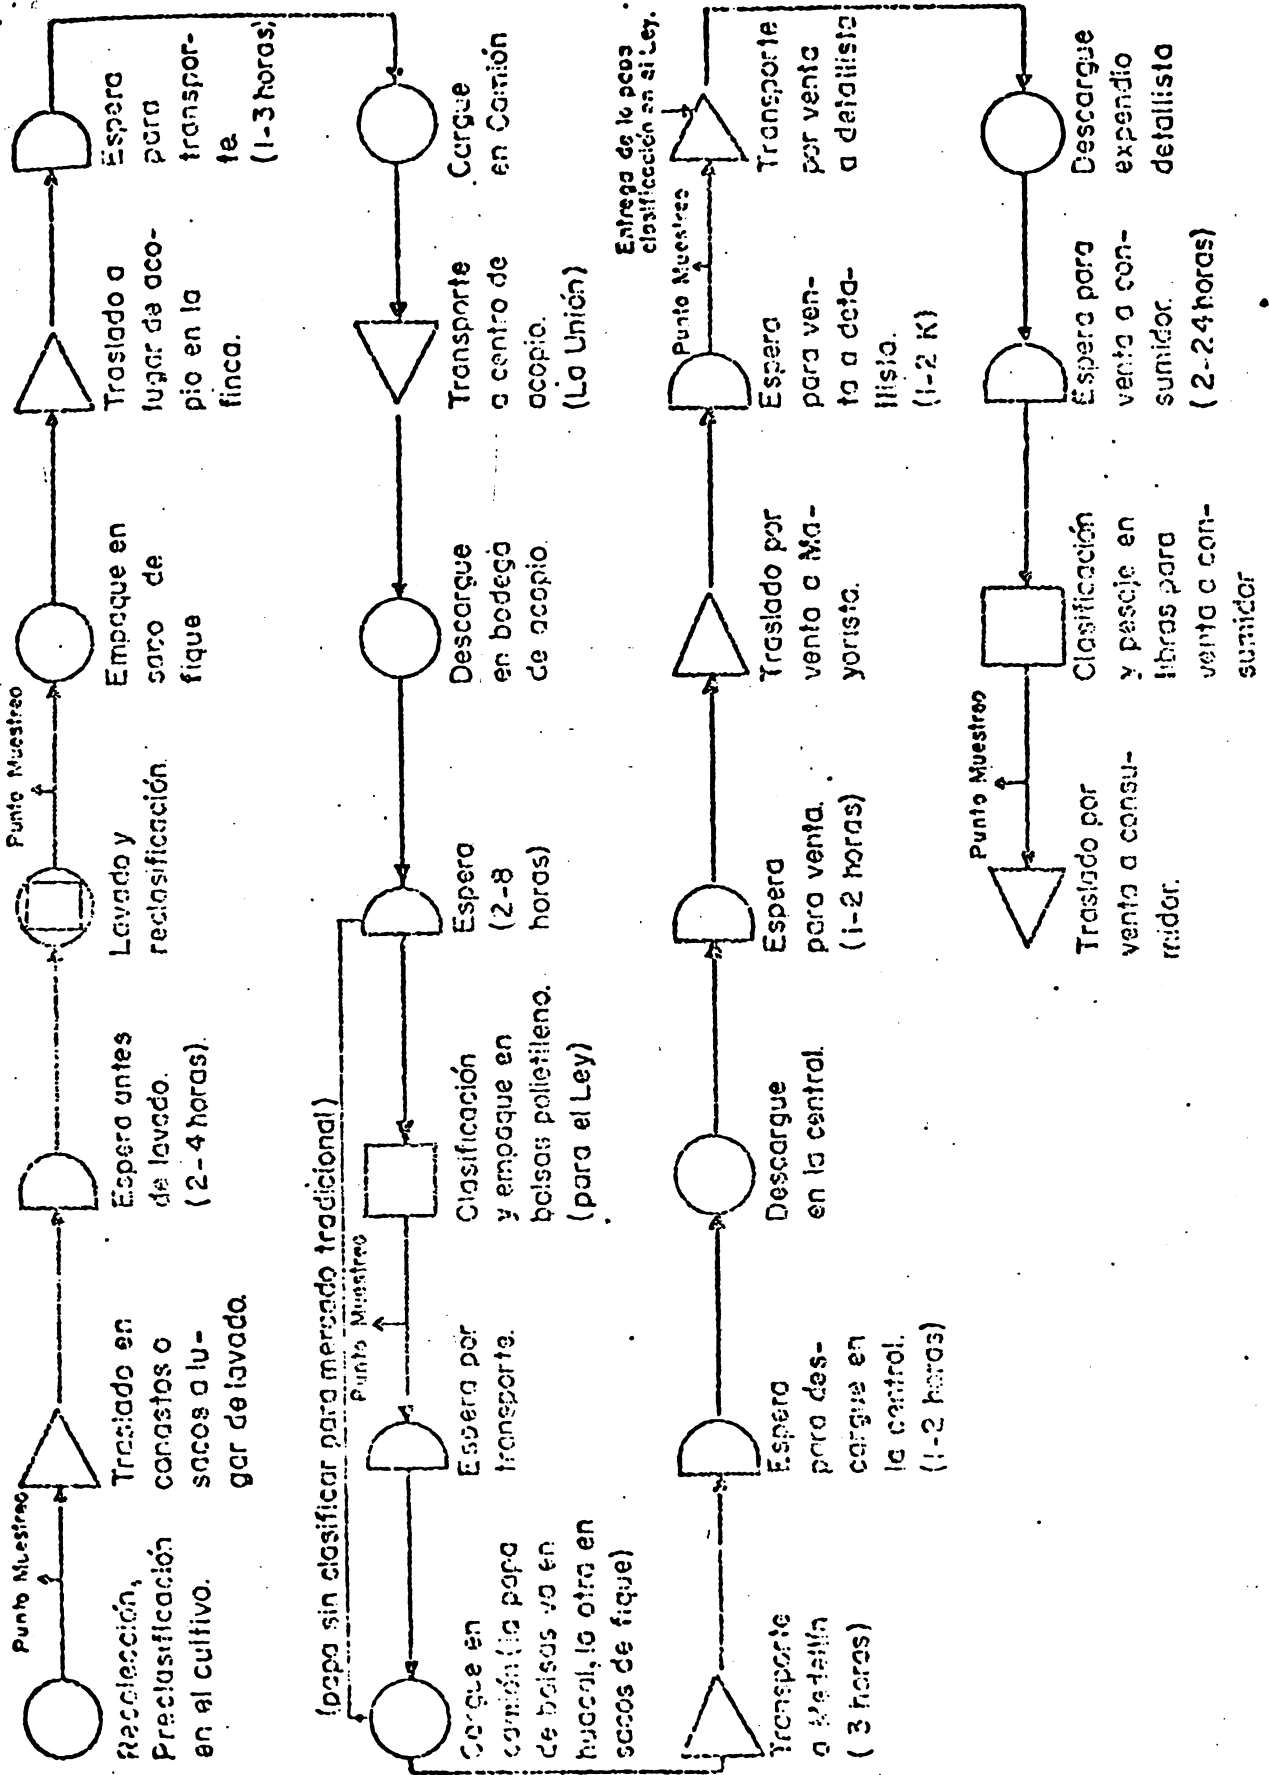 Punto Muestreo
Recolección,
Preclasificación
en el cultivo.
Traslado en
canastos o
sacos a lu-
gar de lavado.
Espera antes
de lavado.
(2-4 horas).
Punto Muestreo
Lavado y
reclasificación.
Empaque en
saco de
fique
Traslado a
lugar de aco-
pio en la
finca.
Espera
para
transpor-
te.
(1-3 horas)
Cargue
en Camión
Transporte
a centro de
acopio.
(La Unión)
Descargue
en bodega
de acopio.
Espera
(2-8
horas)
(papa sin clasificar para mercado tradicional)
Clasificación
y empaque en
bolsas polietileno.
(para el Ley)
Punto Muestreo
Espera por
transporte.
Cargue en
camión (la papa
de bolsas va en
huacal, la otra en
sacos de fique)
Transporte
a Medellín
(3 horas)
Espera
para des-
cargue en
la central.
(1-2 horas)
Descargue
en la central.
Espera
para venta.
(1-2 horas)
Traslado por
venta a Ma-
yorista.
Espera
para ven-
ta a deta-
llista.
(1-2 K)
Punto Muestreo
Entrega de la papa
clasificación en el Ley.
Transporte
por venta
a detallista
Descargue
expendio
detallista
Espera para
venta a con-
sumidor.
(2-24 horas)
Clasificación
y pesaje en
libras para
venta a con-
sumidor
Punto Muestreo
Traslado por
venta a consu-
midor.